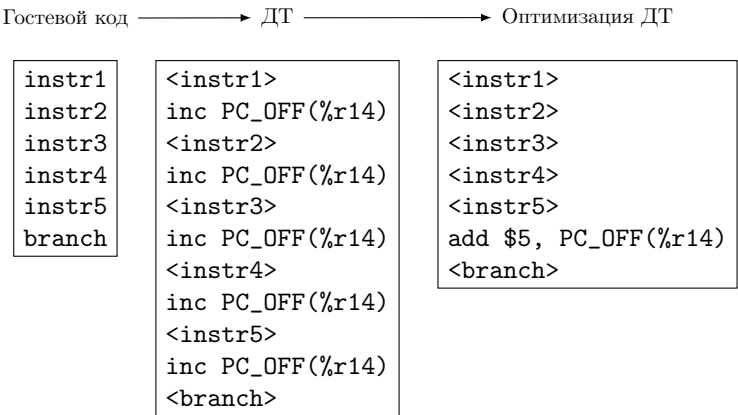 Гостевой код ДТ Оптимизация ДТ
instr1
instr2
instr3
instr4
instr5
branch
<instr1>
inc PC_OFF(%r14)
<instr2>
inc PC_OFF(%r14)
<instr3>
inc PC_OFF(%r14)
<instr4>
inc PC_OFF(%r14)
<instr5>
inc PC_OFF(%r14)
<branch>
<instr1>
<instr2>
<instr3>
<instr4>
<instr5>
add $5, PC_OFF(%r14)
<branch>